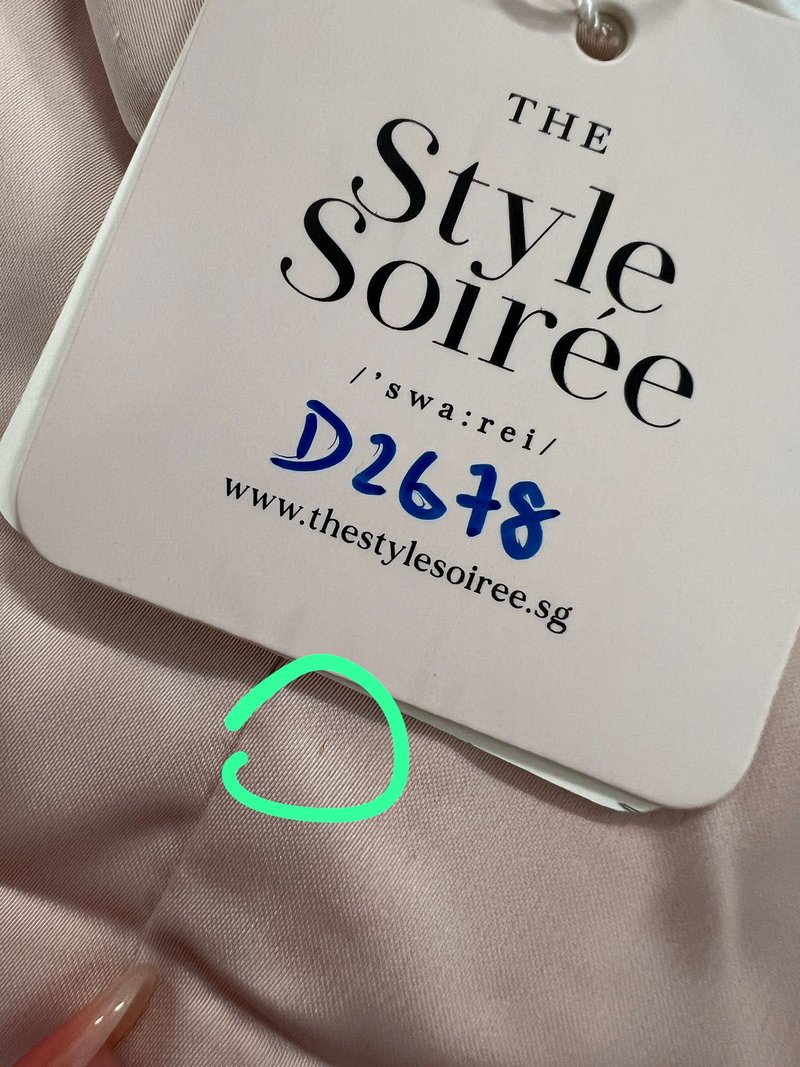 THE
Style
Soirée
/'swa:rei/
D2678
www.thestylesoiree.sg